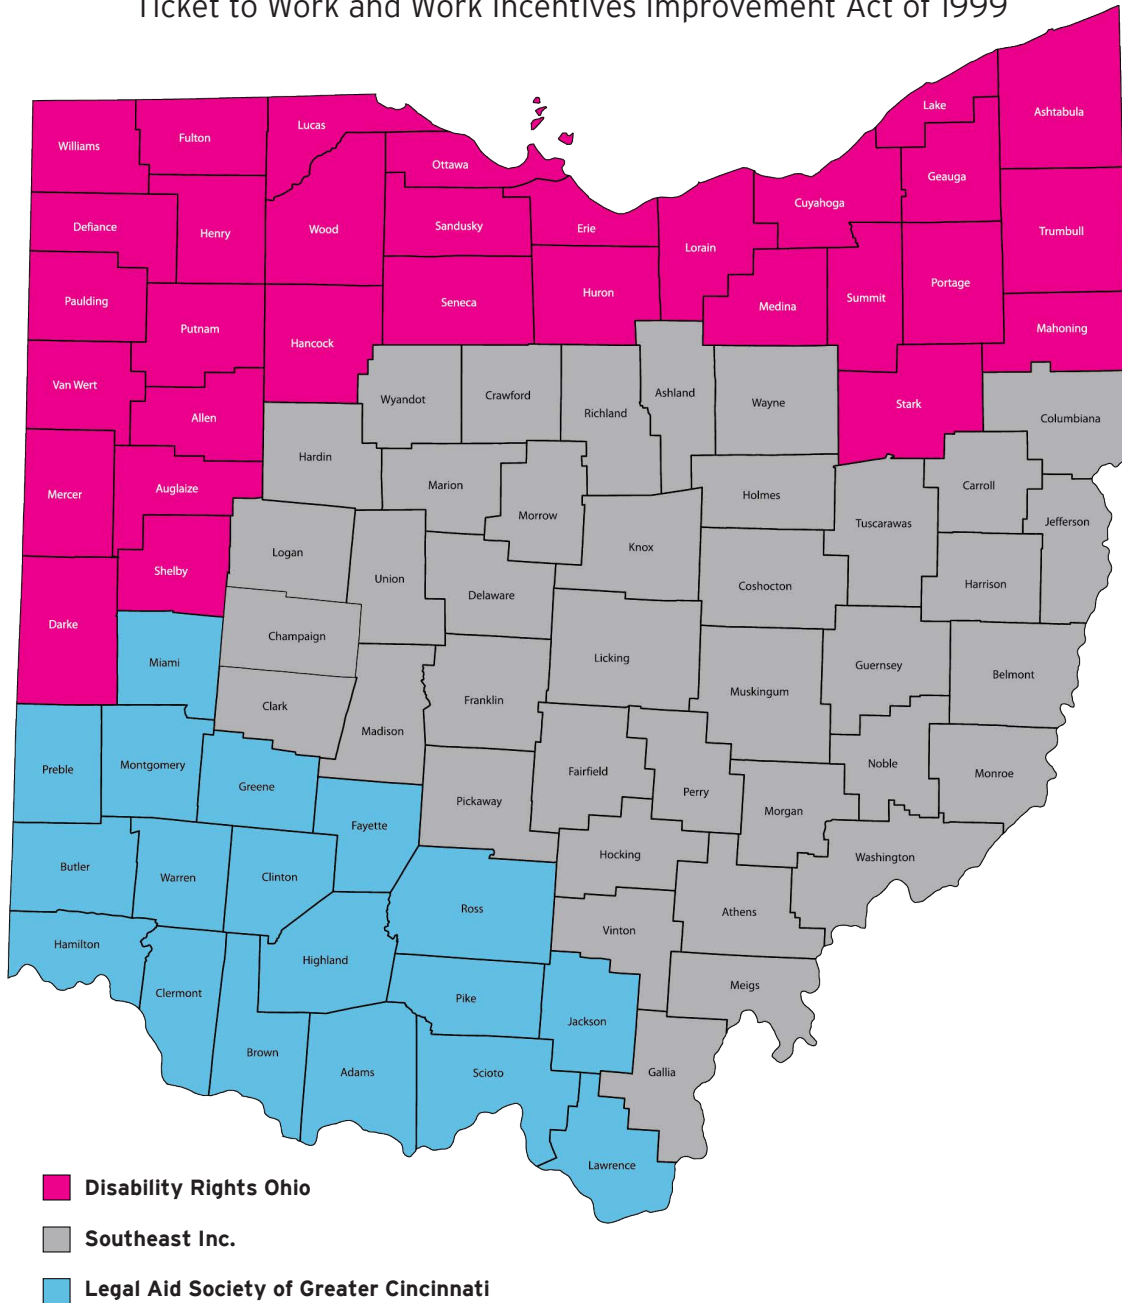 Ticket to Work and Work Incentives Improvement Act of 1999
Lake
Ashtabula
Lucas
Fulton
Williams
Ottawa
Geauga
Cuyahoga
Defiance
Henry
Wood
Sandusky
Erie
Trumbull
Lorain
Paulding
Seneca
Huron
Medina
Summit
Portage
Putnam
Mahoning
Hancock
Van Wert
Wyandot
Crawford
Richland
Ashland
Wayne
Stark
Allen
Columbiana
Hardin
Mercer
Auglaize
Marion
Morrow
Holmes
Carroll
Tuscarawas
Jefferson
Logan
Union
Knox
Shelby
Delaware
Coshocton
Harrison
Darke
Champaign
Miami
Licking
Guernsey
Belmont
Clark
Franklin
Muskingum
Madison
Preble
Montgomery
Greene
Fairfield
Noble
Monroe
Pickaway
Perry
Morgan
Fayette
Hocking
Washington
Butler
Warren
Clinton
Ross
Athens
Vinton
Hamilton
Highland
Clermont
Pike
Meigs
Jackson
Brown
Adams
Scioto
Gallia
Lawrence
Disability Rights Ohio
Southeast Inc.
Legal Aid Society of Greater Cincinnati